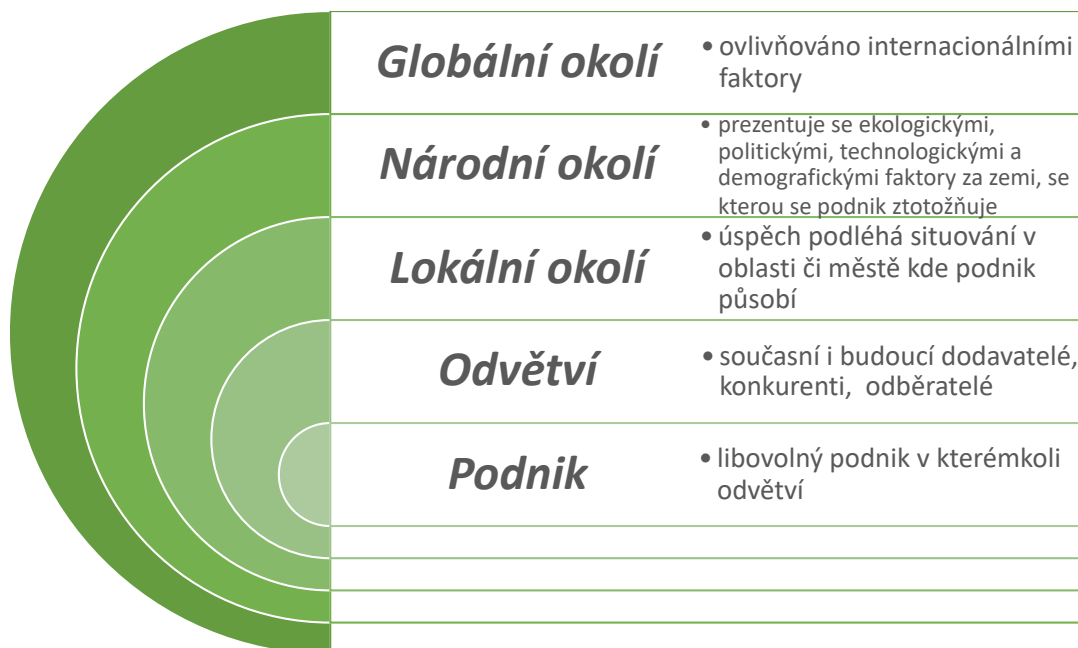 Globální okolí
• ovlivňováno internacionálními
faktory
Národní okolí
• prezentuje se ekologickými,
politickými, technologickými a
demografickými faktory za zemi, se
kterou se podnik ztotožňuje
Lokální okolí
• úspěch podléhá situování v
oblasti či městě kde podnik
působí
Odvětví
• současní i budoucí dodavatelé,
konkurenti, odběratelé
Podnik
• libovolný podnik v kterémkoli
odvětví